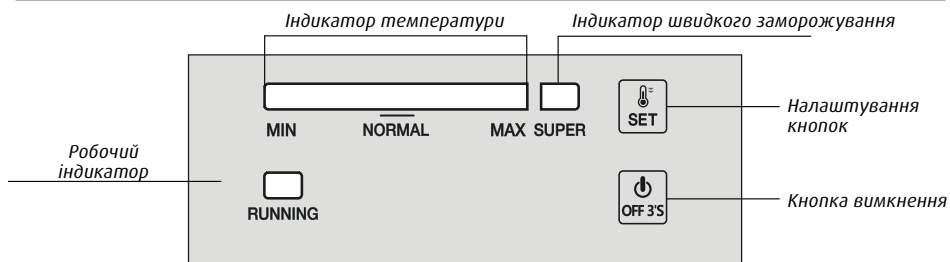 Індикатор температури
Індикатор швидкого заморожування
MIN
NORMAL
MAX
SUPER
SET
Налаштування
кнопок
Робочий
індикатор
RUNNING
OFF 3'S
Кнопка вимкнення